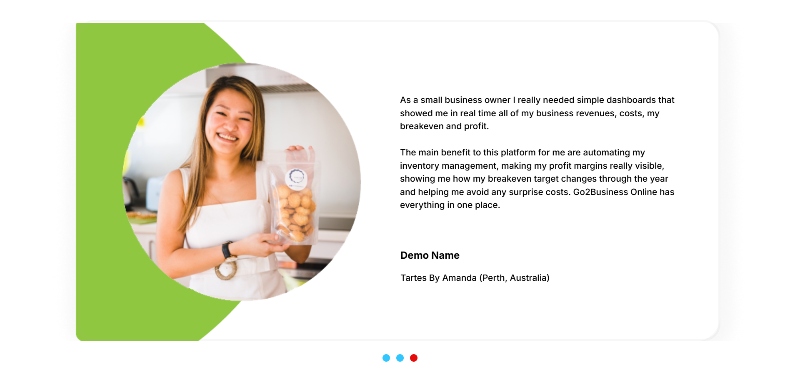 As a small business owner I really needed simple dashboards that
showed me in real time all of my business revenues, costs, my
breakeven and profit.
The main benefit to this platform for me are automating my
inventory management, making my profit margins really visible,
showing me how my breakeven target changes through the year
and helping me avoid any surprise costs. Go2Business Online has
everything in one place.
Demo Name
Tartes By Amanda (Perth, Australia)